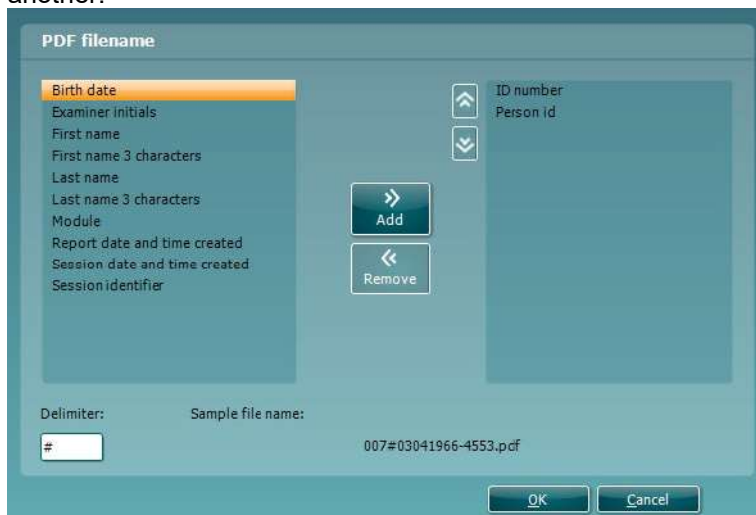 another.
PDF filename
Birth date
Examiner initials
First name
First name 3 characters
Last name
Last name 3 characters
Module
Report date and time created
Session date and time created
Session identifier
Add
Remove
ID number
Person id
Delimiter:
Sample file name:
#
007#03041966-4553.pdf
OK
Cancel